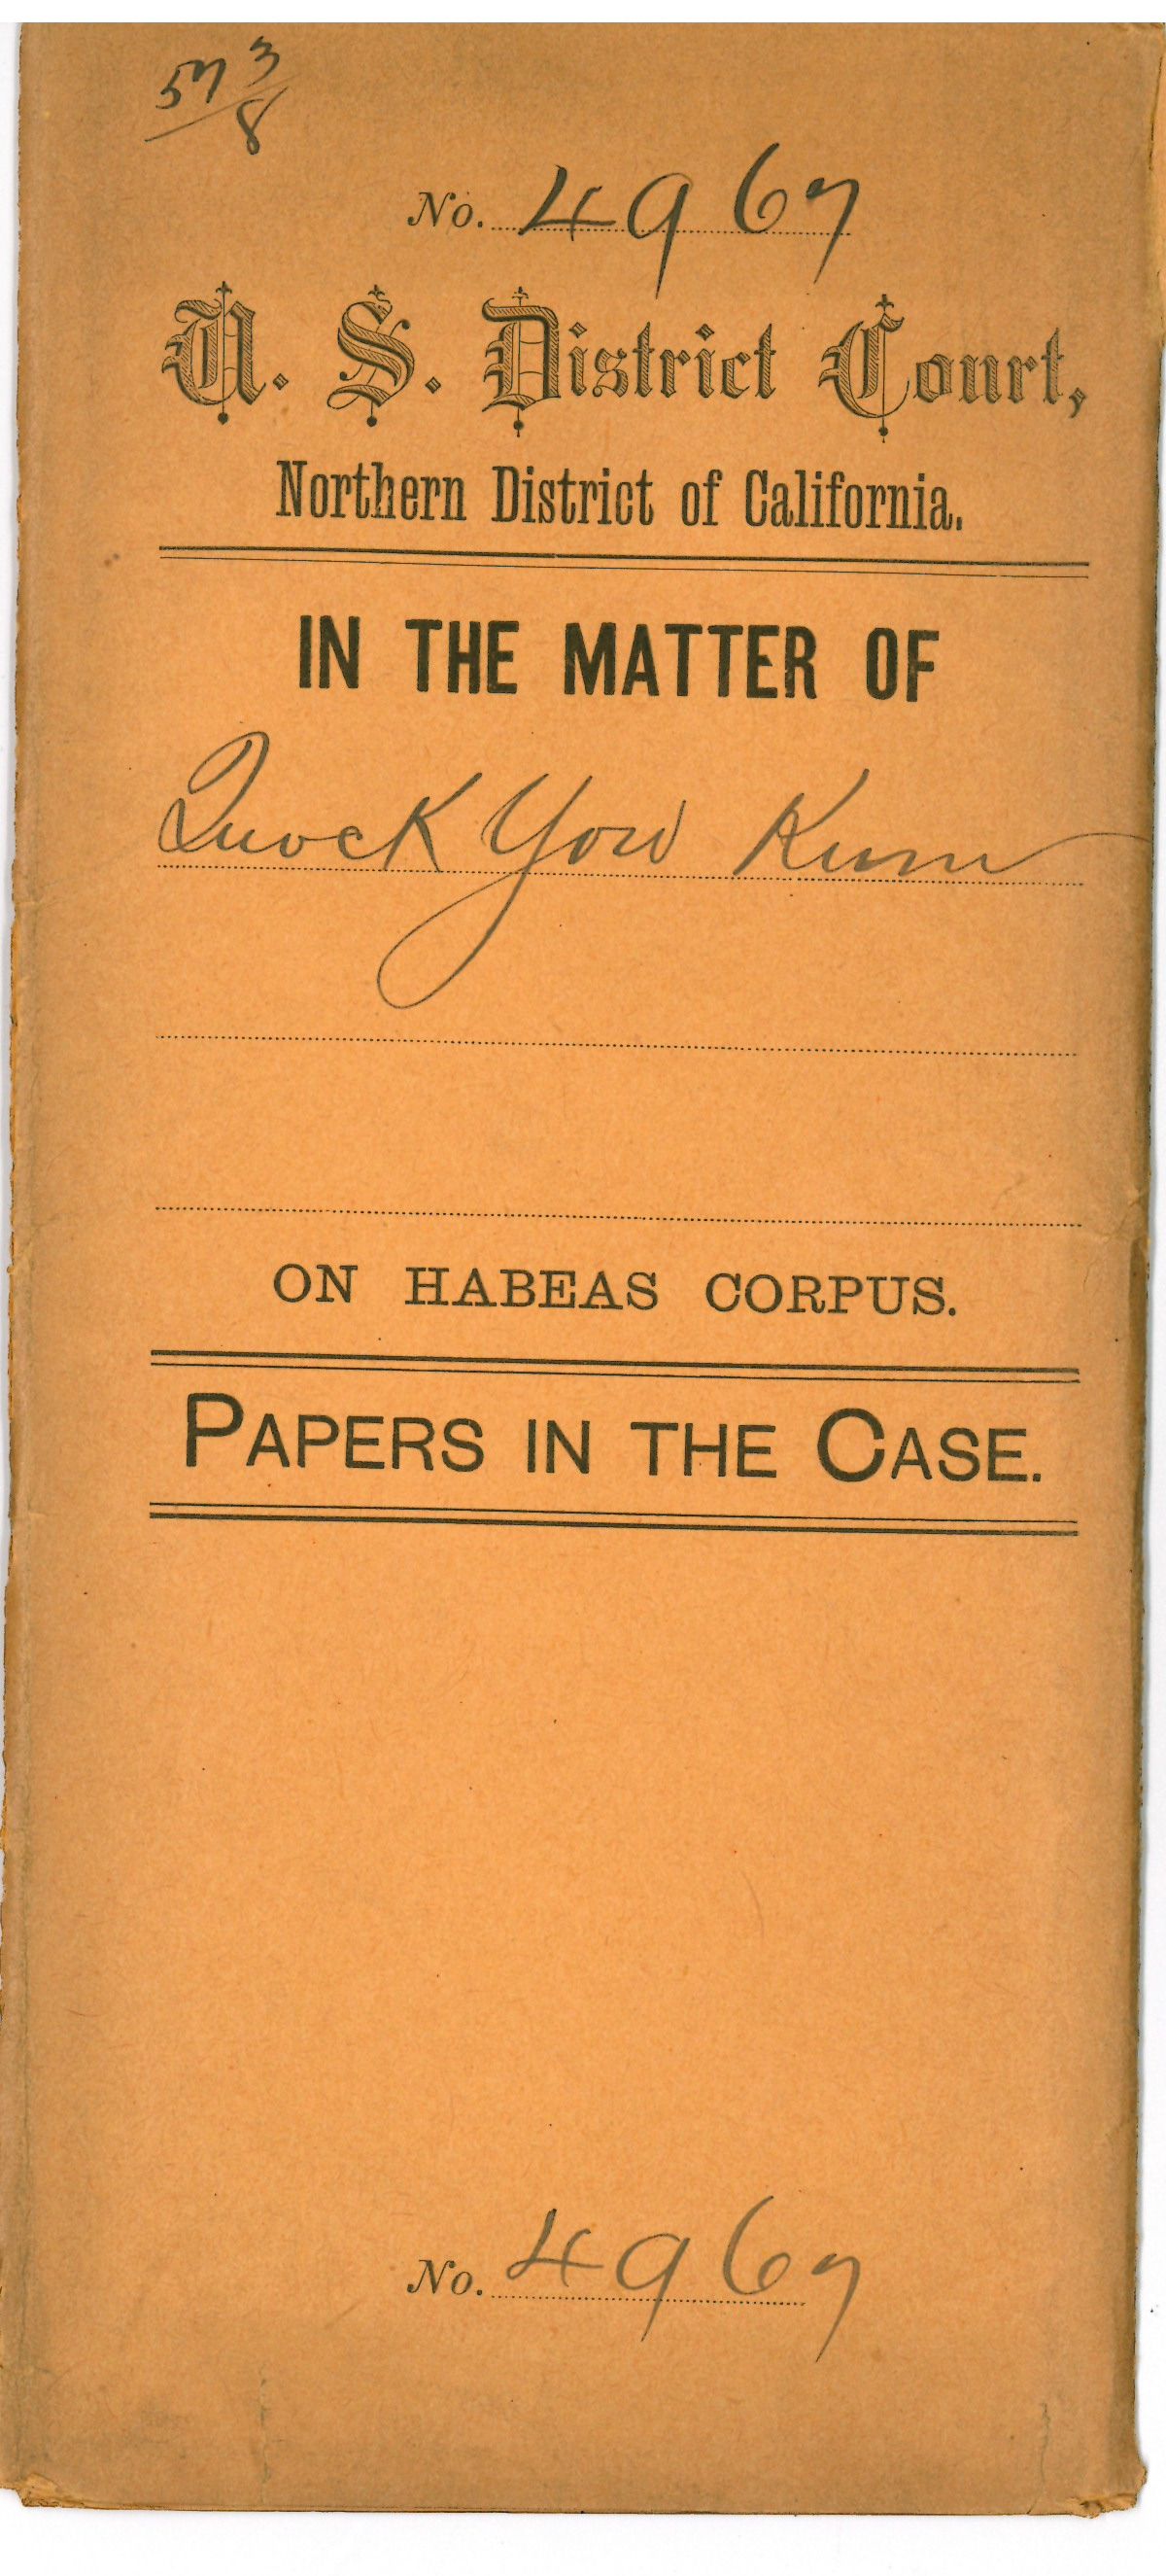 57 3/8
No. 4967
U. S. District Court,
Northern District of California.
IN THE MATTER OF
Quock Yow Kum
ON HABEAS CORPUS.
PAPERS IN THE CASE.
No. 4967